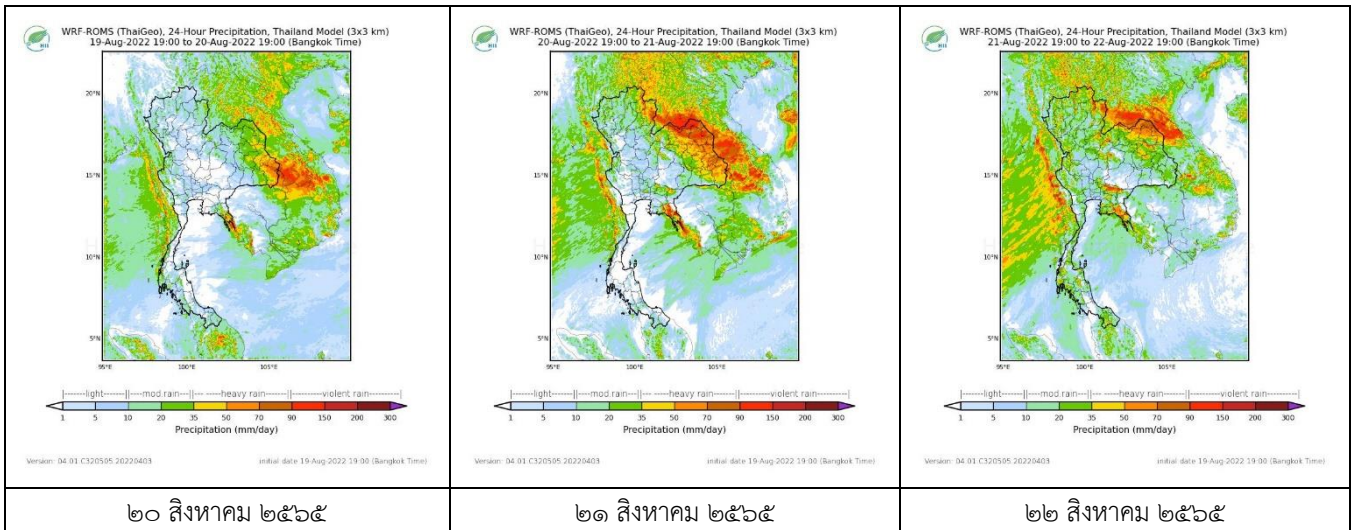 WRF-ROMS (ThaiGeo), 24-Hour Precipitation, Thailand Model (3x3 km)
19-Aug-2022 19:00 to 20-Aug-2022 19:00 (Bangkok Time)
HII
20°N
15°N
10°N
5°N
95°E 100°E 105°E
|------light------||----mod.rain---||--- ----heavy rain----||--------violent rain--------|
1 5 10 20 35 50 70 90 150 200 300
Precipitation (mm/day)
Version: 04.01.C320505.20220403 initial date 19-Aug-2022 19:00 (Bangkok Time)
๒๐ สิงหาคม ๒๕๖๕
WRF-ROMS (ThaiGeo), 24-Hour Precipitation, Thailand Model (3x3 km)
20-Aug-2022 19:00 to 21-Aug-2022 19:00 (Bangkok Time)
HII
20°N
15°N
10°N
5°N
95°E 100°E 105°E
|------light------||----mod.rain---||--- ----heavy rain----||--------violent rain--------|
1 5 10 20 35 50 70 90 150 200 300
Precipitation (mm/day)
Version: 04.01.C320505.20220403 initial date 19-Aug-2022 19:00 (Bangkok Time)
๒๑ สิงหาคม ๒๕๖๕
WRF-ROMS (ThaiGeo), 24-Hour Precipitation, Thailand Model (3x3 km)
21-Aug-2022 19:00 to 22-Aug-2022 19:00 (Bangkok Time)
HII
20°N
15°N
10°N
5°N
95°E 100°E 105°E
|------light------||----mod.rain---||--- ----heavy rain----||--------violent rain--------|
1 5 10 20 35 50 70 90 150 200 300
Precipitation (mm/day)
Version: 04.01.C320505.20220403 initial date 19-Aug-2022 19:00 (Bangkok Time)
๒๒ สิงหาคม ๒๕๖๕